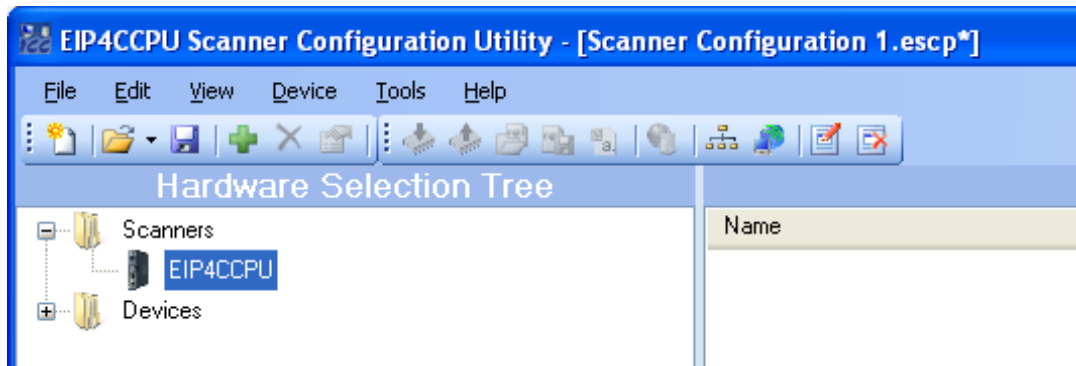 EIP4CCPU Scanner Configuration Utility - [Scanner Configuration 1.escp*]
File Edit View Device Tools Help
Hardware Selection Tree
Scanners
Name
EIP4CCPU
Devices